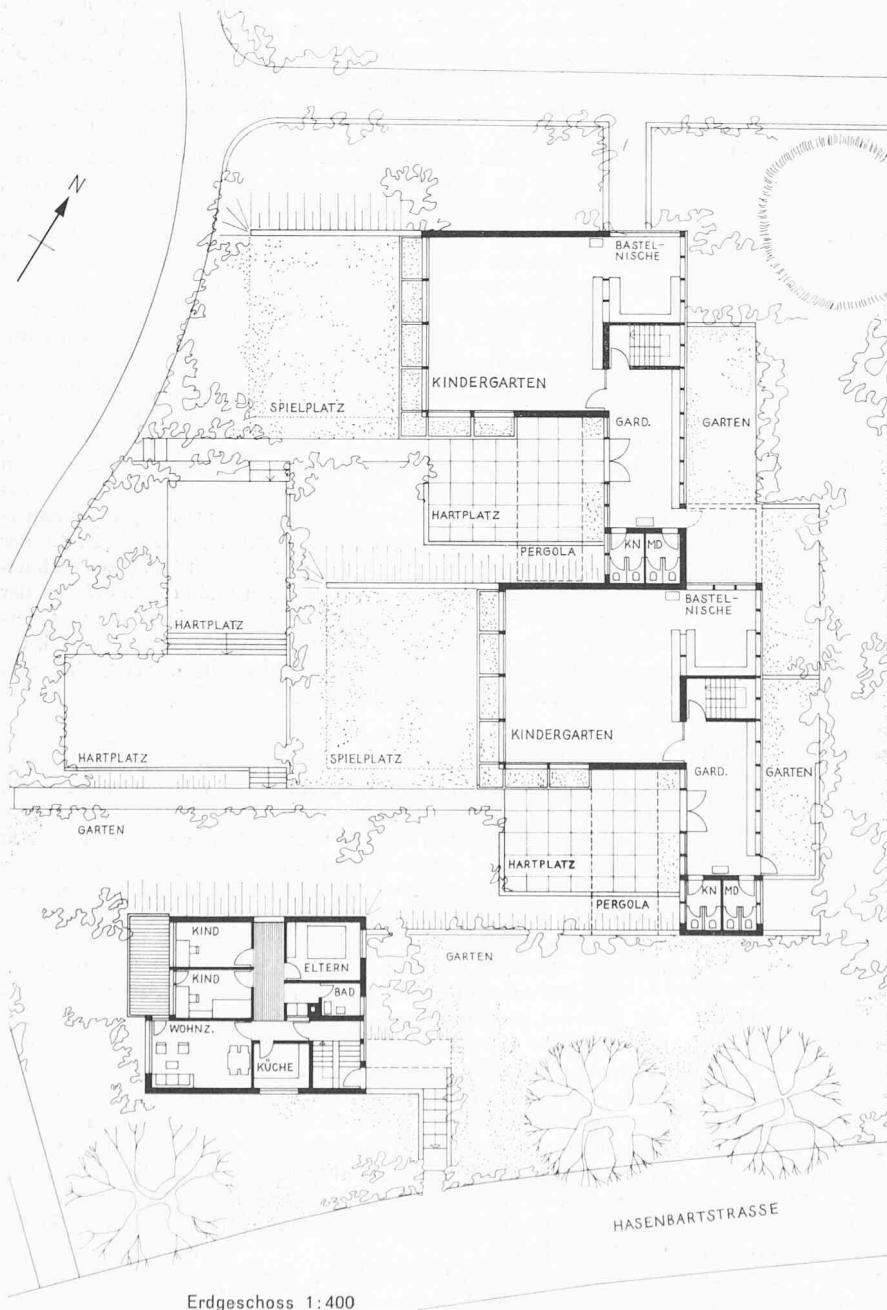 N
BASTEL-
NISCHE
KINDERGARTEN
SPIELPLATZ
GARD.
GARTEN
HARTPLATZ
PERGOLA
KN MD
HARTPLATZ
BASTEL-
NISCHE
KINDERGARTEN
HARTPLATZ
SPIELPLATZ
GARD.
GARTEN
GARTEN
HARTPLATZ
PERGOLA
KN MD
KIND
ELTERN
GARTEN
KIND
BAD
WOHNZ.
KÜCHE
HASENBARTSTRASSE
Erdgeschoss 1:400